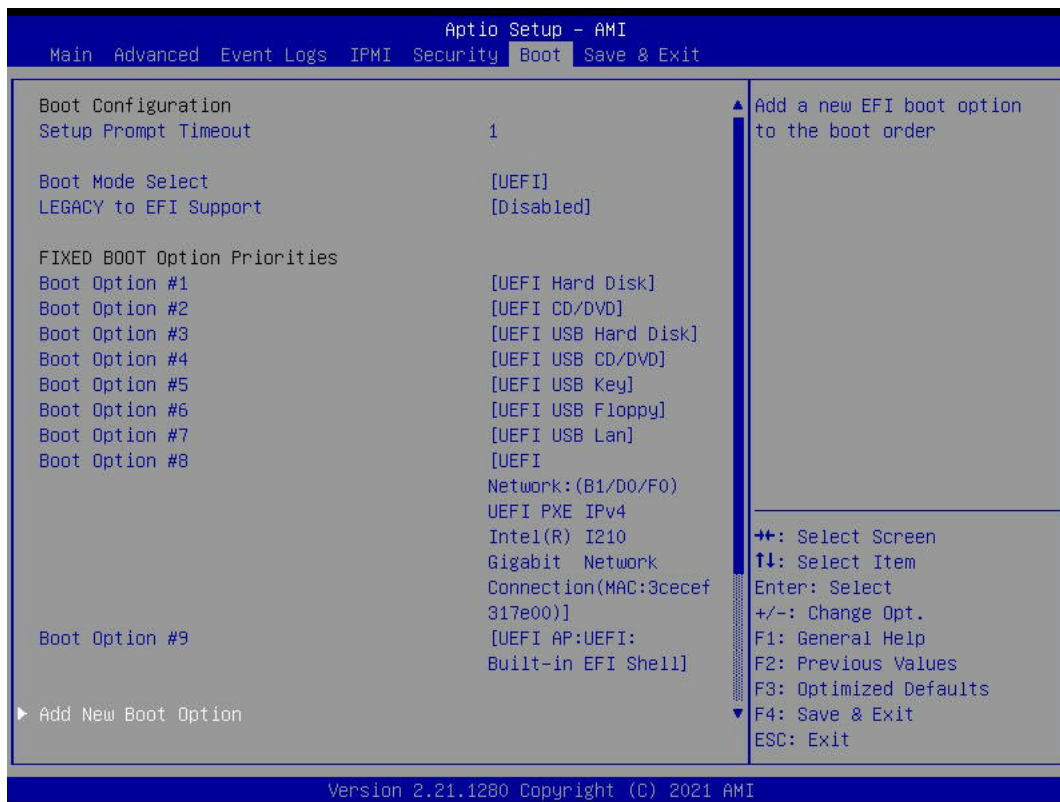 Aptio Setup – AMI
Main Advanced Event Logs IPMI Security Boot Save & Exit
Boot Configuration
Setup Prompt Timeout 1
Boot Mode Select [UEFI]
LEGACY to EFI Support [Disabled]
FIXED BOOT Option Priorities
Boot Option #1 [UEFI Hard Disk]
Boot Option #2 [UEFI CD/DVD]
Boot Option #3 [UEFI USB Hard Disk]
Boot Option #4 [UEFI USB CD/DVD]
Boot Option #5 [UEFI USB Key]
Boot Option #6 [UEFI USB Floppy]
Boot Option #7 [UEFI USB Lan]
Boot Option #8 [UEFI
Network:(B1/D0/F0)
UEFI PXE IPv4
Intel(R) I210
Gigabit Network
Connection(MAC:3cecef
317e00)]
Boot Option #9 [UEFI AP:UEFI:
Built-in EFI Shell]
Add New Boot Option
Add a new EFI boot option
to the boot order
→←: Select Screen
↑↓: Select Item
Enter: Select
+/-: Change Opt.
F1: General Help
F2: Previous Values
F3: Optimized Defaults
F4: Save & Exit
ESC: Exit
Version 2.21.1280 Copyright (C) 2021 AMI